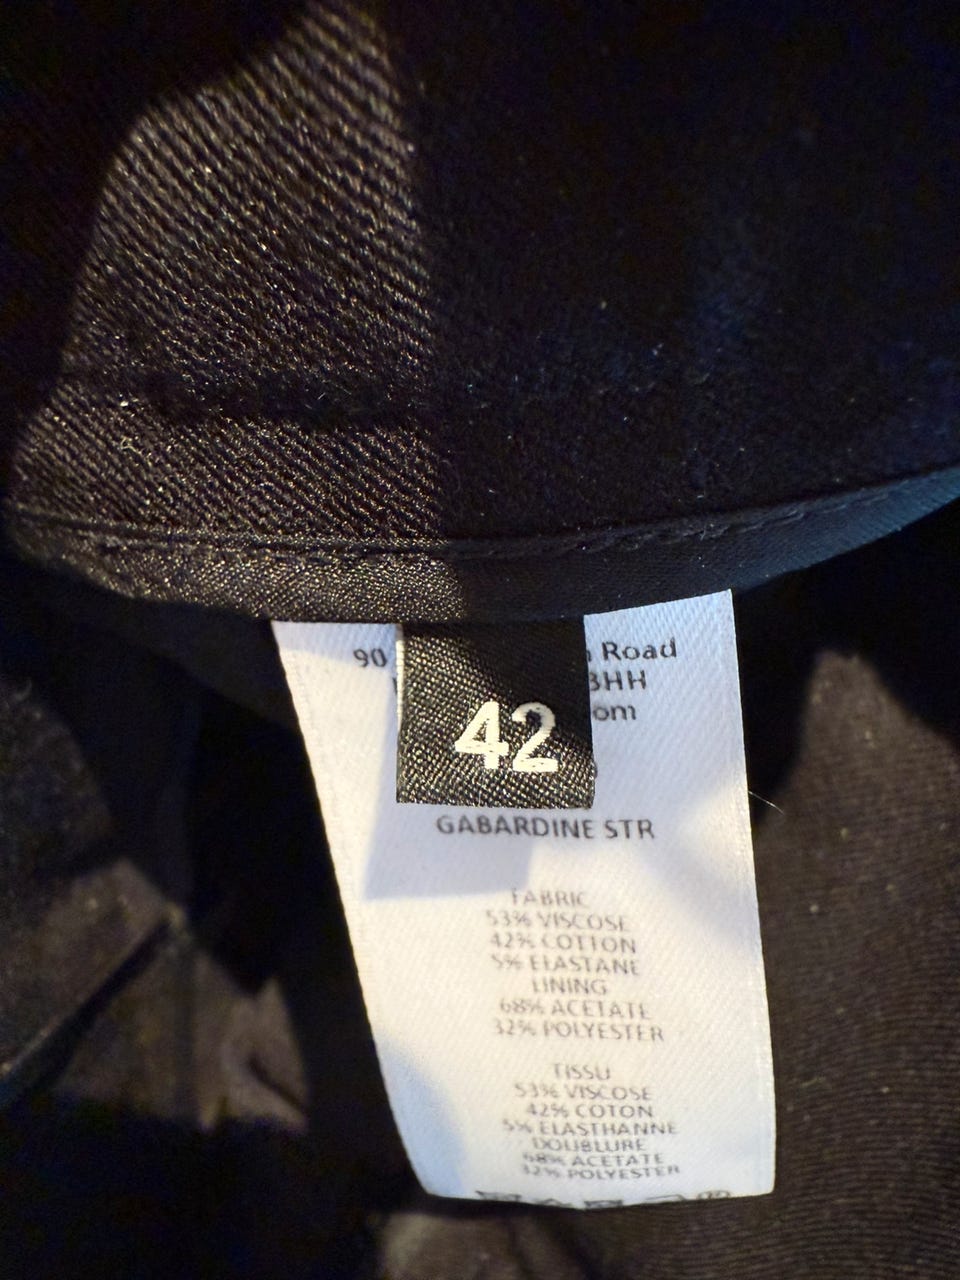 90 Road
3HH
om
42
GABARDINE STR
FABRIC
53% VISCOSE
42% COTTON
5% ELASTANE
LINING
68% ACETATE
32% POLYESTER
TISSU
53% VISCOSE
42% COTON
5% ELASTHANNE
DOUBLURE
68% ACETATE
32% POLYESTER